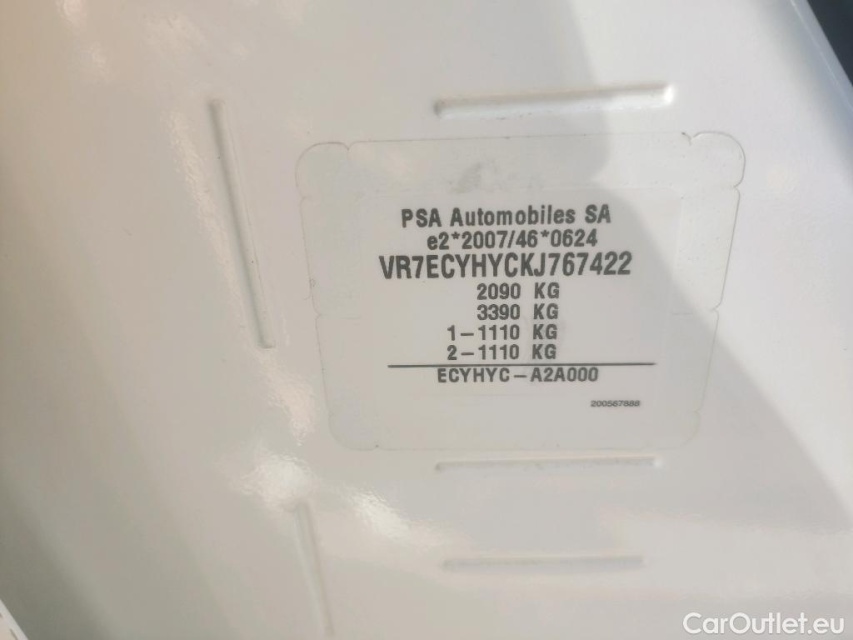 PSA Automobiles SA
e2*2007/46*0624
VR7ECYHYCKJ767422
2090 KG
3390 KG
1-1110 KG
2-1110 KG
ECYHYC-A2A000
200567888
CarOutlet.eu